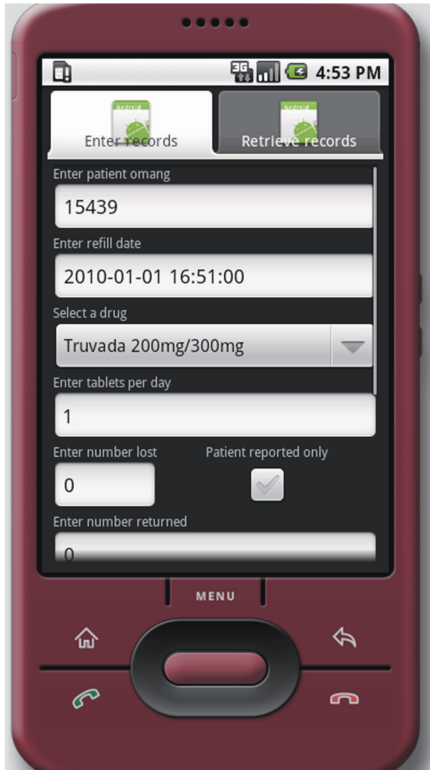 3G
4:53 PM
Enter records
Retrieve records
Enter patient omang
15439
Enter refill date
2010-01-01 16:51:00
Select a drug
Truvada 200mg/300mg
Enter tablets per day
1
Enter number lost
Patient reported only
0
Enter number returned
0
MENU